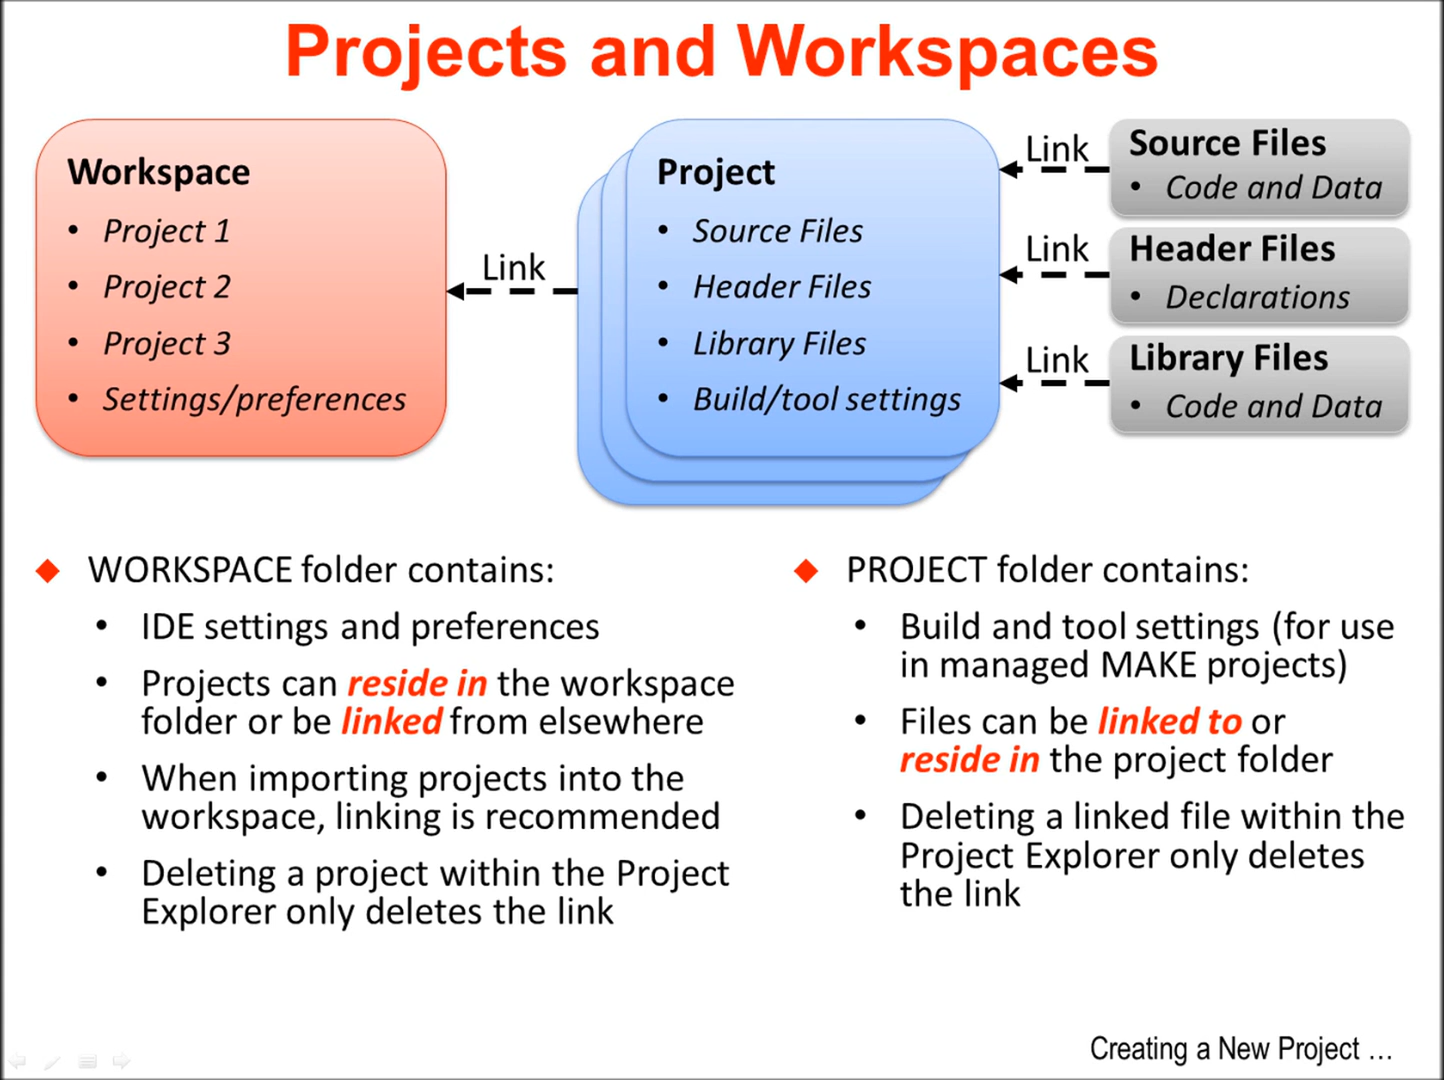 Projects and Workspaces
Workspace
• Project 1
• Project 2
• Project 3
• Settings/preferences
Link
Project
• Source Files
• Header Files
• Library Files
• Build/tool settings
Link
Source Files
• Code and Data
Link
Header Files
• Declarations
Link
Library Files
• Code and Data
◆ WORKSPACE folder contains:
• IDE settings and preferences
• Projects can reside in the workspace
folder or be linked from elsewhere
• When importing projects into the
workspace, linking is recommended
• Deleting a project within the Project
Explorer only deletes the link
◆ PROJECT folder contains:
• Build and tool settings (for use
in managed MAKE projects)
• Files can be linked to or
reside in the project folder
• Deleting a linked file within the
Project Explorer only deletes
the link
Creating a New Project ...